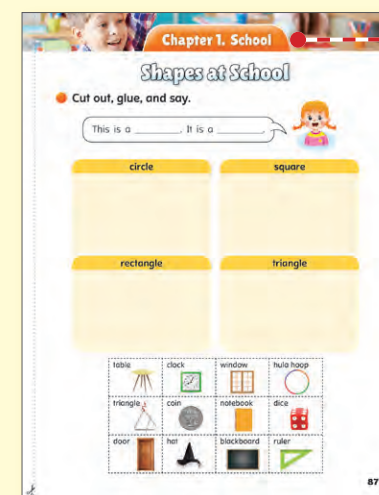 Chapter 1. School
Shapes at School
Cut out, glue, and say.
This is a ________. It is a ________.
circle square
rectangle triangle
table clock window hula hoop
triangle coin notebook dice
door hat blackboard ruler
87